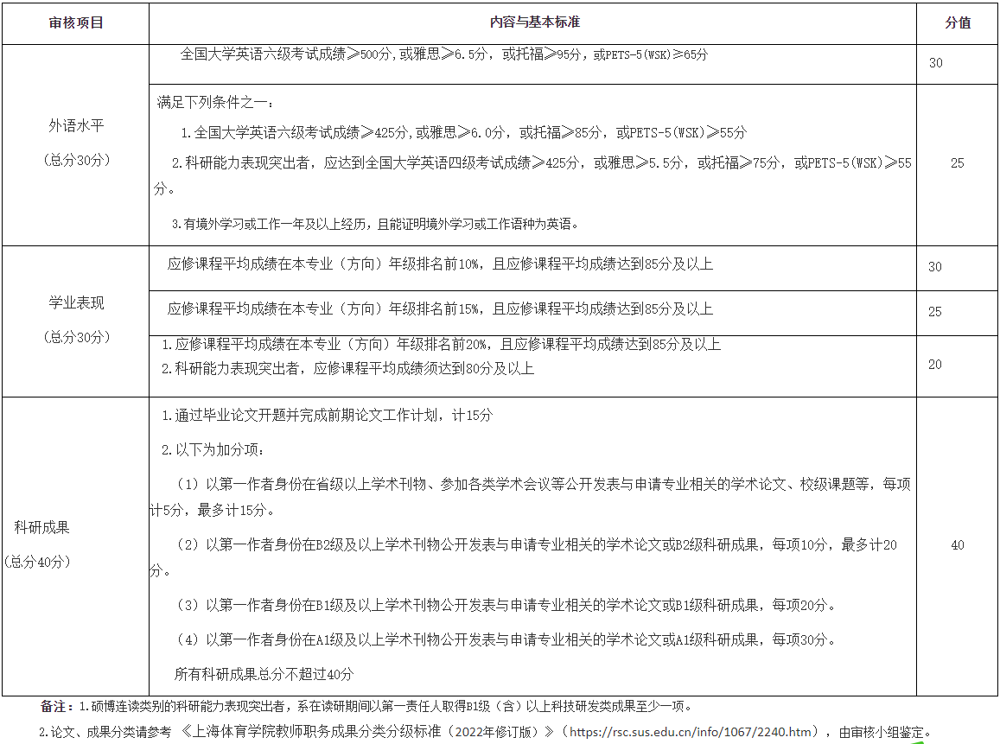 审核项目 内容与基本标准 分值
全国大学英语六级考试成绩≥500分,或雅思≥6.5分，或托福≥95分，或PETS-5(WSK)≥65分
30
外语水平
（总分30分）
满足下列条件之一：
1.全国大学英语六级考试成绩≥425分,或雅思≥6.0分，或托福≥85分，或PETS-5(WSK)≥55分
2.科研能力表现突出者，应达到全国大学英语四级考试成绩≥425分，或雅思≥5.5分，或托福≥75分，或PETS-5(WSK)≥55
分。
3.有境外学习或工作一年及以上经历，且能证明境外学习或工作语种为英语。
25
学业表现
（总分30分）
应修课程平均成绩在本专业（方向）年级排名前10%，且应修课程平均成绩达到85分及以上
30
应修课程平均成绩在本专业（方向）年级排名前15%，且应修课程平均成绩达到85分及以上
25
1.应修课程平均成绩在本专业（方向）年级排名前20%，且应修课程平均成绩达到85分及以上
2.科研能力表现突出者，应修课程平均成绩须达到80分及以上
20
科研成果
(总分40分）
1.通过毕业论文开题并完成前期论文工作计划，计15分
2.以下为加分项：
（1）以第一作者身份在省级以上学术刊物、参加各类学术会议等公开发表与申请专业相关的学术论文、校级课题等，每项
计5分，最多计15分。
（2）以第一作者身份在B2级及以上学术刊物公开发表与申请专业相关的学术论文或B2级科研成果，每项10分，最多计20
分。
（3）以第一作者身份在B1级及以上学术刊物公开发表与申请专业相关的学术论文或B1级科研成果，每项20分。
（4）以第一作者身份在A1级及以上学术刊物公开发表与申请专业相关的学术论文或A1级科研成果，每项30分。
所有科研成果总分不超过40分
40
备注：1.硕博连读类别的科研能力表现突出者，系在读研期间以第一责任人取得B1级（含）以上科技研发类成果至少一项。
2.论文、成果分类请参考 《上海体育学院教师职务成果分类分级标准（2022年修订版）》（https://rsc.sus.edu.cn/info/1067/2240.htm），由审核小组鉴定。